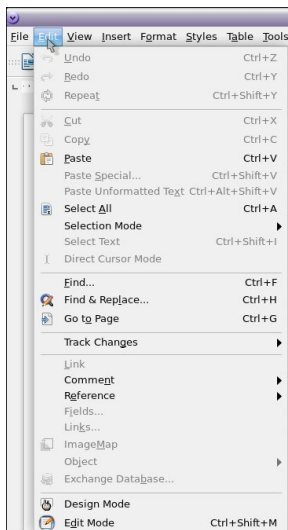 File Edit View Insert Format Styles Table Tools
Undo Ctrl+Z
Redo Ctrl+Y
Repeat Ctrl+Shift+Y
Cut Ctrl+X
Copy Ctrl+C
Paste Ctrl+V
Paste Special... Ctrl+Shift+V
Paste Unformatted Text Ctrl+Alt+Shift+V
Select All Ctrl+A
Selection Mode
Select Text Ctrl+Shift+I
Direct Cursor Mode
Find... Ctrl+F
Find & Replace... Ctrl+H
Go to Page Ctrl+G
Track Changes
Link
Comment
Reference
Fields...
Links...
ImageMap
Object
Exchange Database...
Design Mode
Edit Mode Ctrl+Shift+M